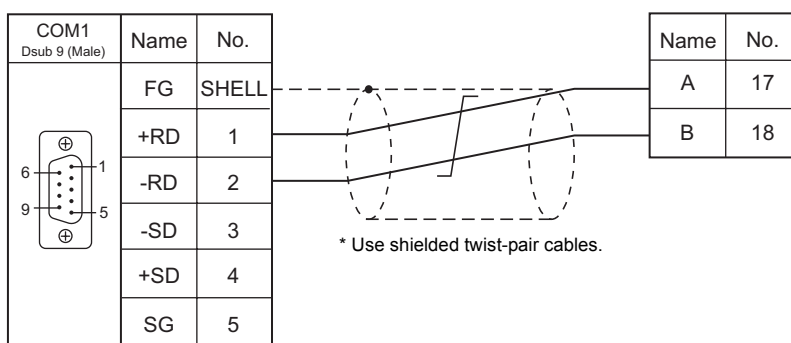 COM1
Dsub 9 (Male)
Name No.
FG SHELL
+RD 1
-RD 2
-SD 3
+SD 4
SG 5
6
1
9
5
Name No.
A 17
B 18
* Use shielded twist-pair cables.